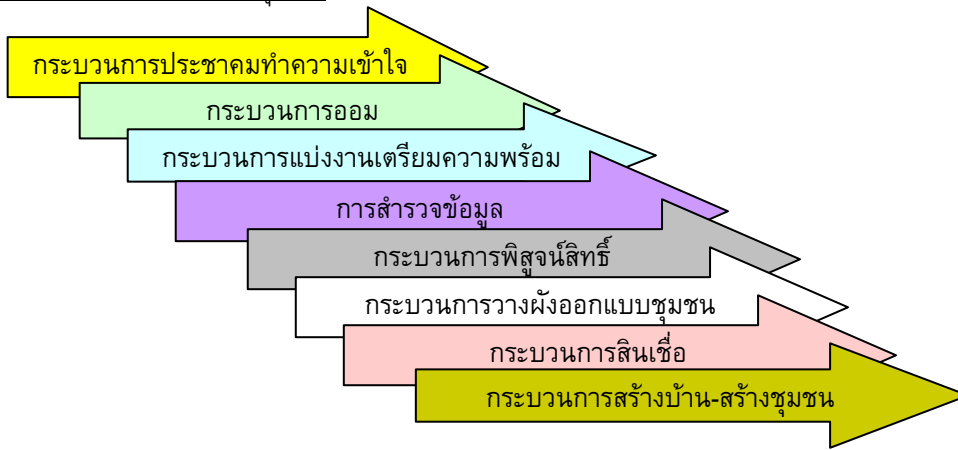 กระบวนการประชาคมทำความเข้าใจ
กระบวนการออม
กระบวนการแบ่งงานเตรียมความพร้อม
การสำรวจข้อมูล
กระบวนการพิสูจน์สิทธิ์
กระบวนการวางผังออกแบบชุมชน
กระบวนการสินเชื่อ
กระบวนการสร้างบ้าน-สร้างชุมชน